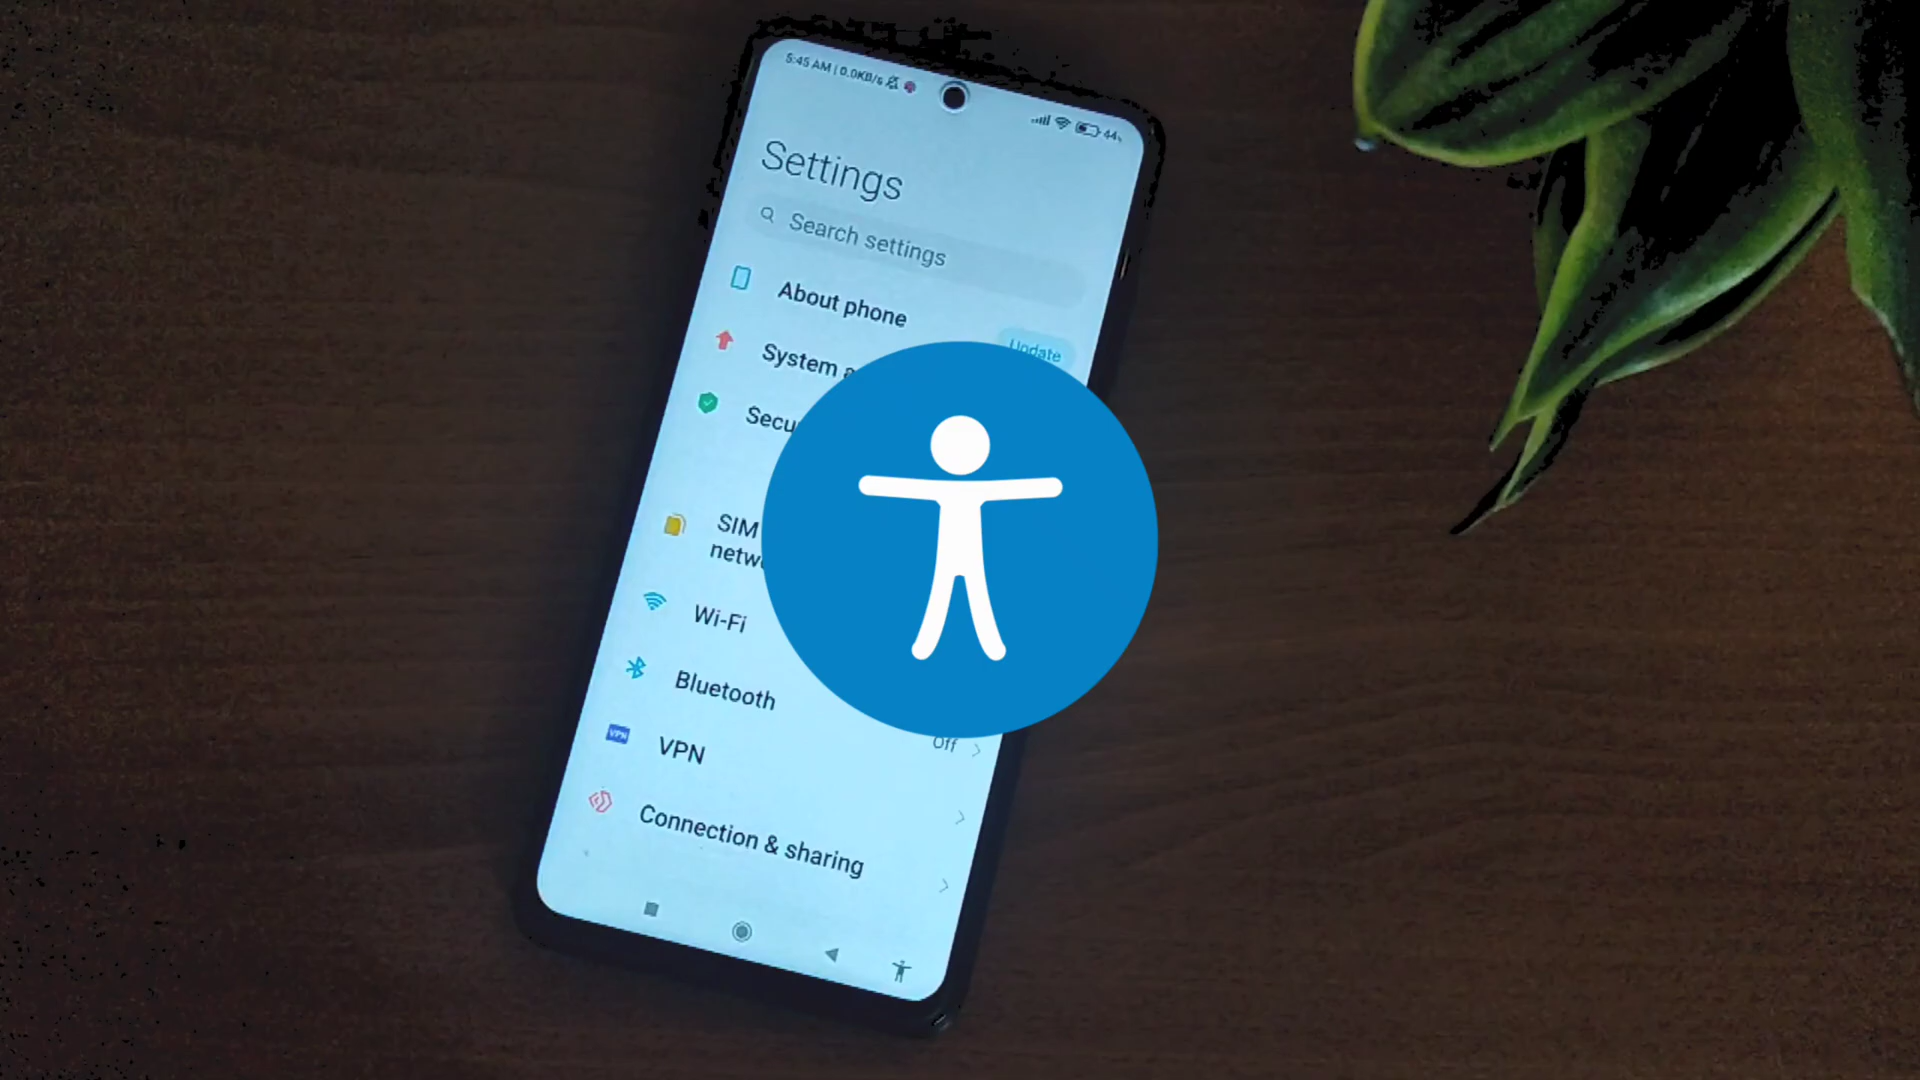 5:45 AM | 0.0KB/s
44%
Settings
Search settings
About phone
Update
System a
Secu
SIM
netw
Wi-Fi
Bluetooth
VPN
VPN
Off
Connection & sharing